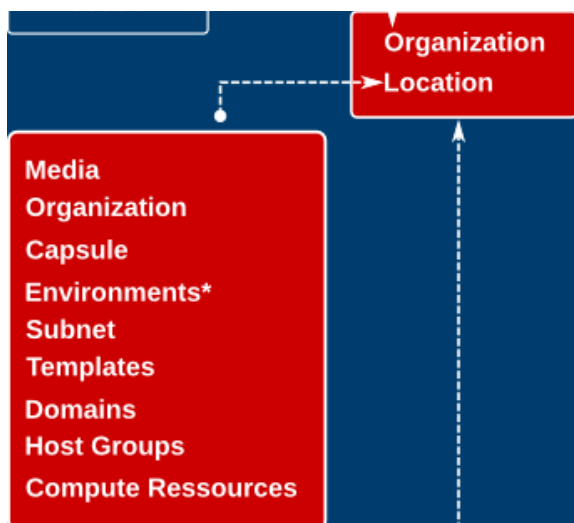 Organization
Location
Media
Organization
Capsule
Environments*
Subnet
Templates
Domains
Host Groups
Compute Ressources